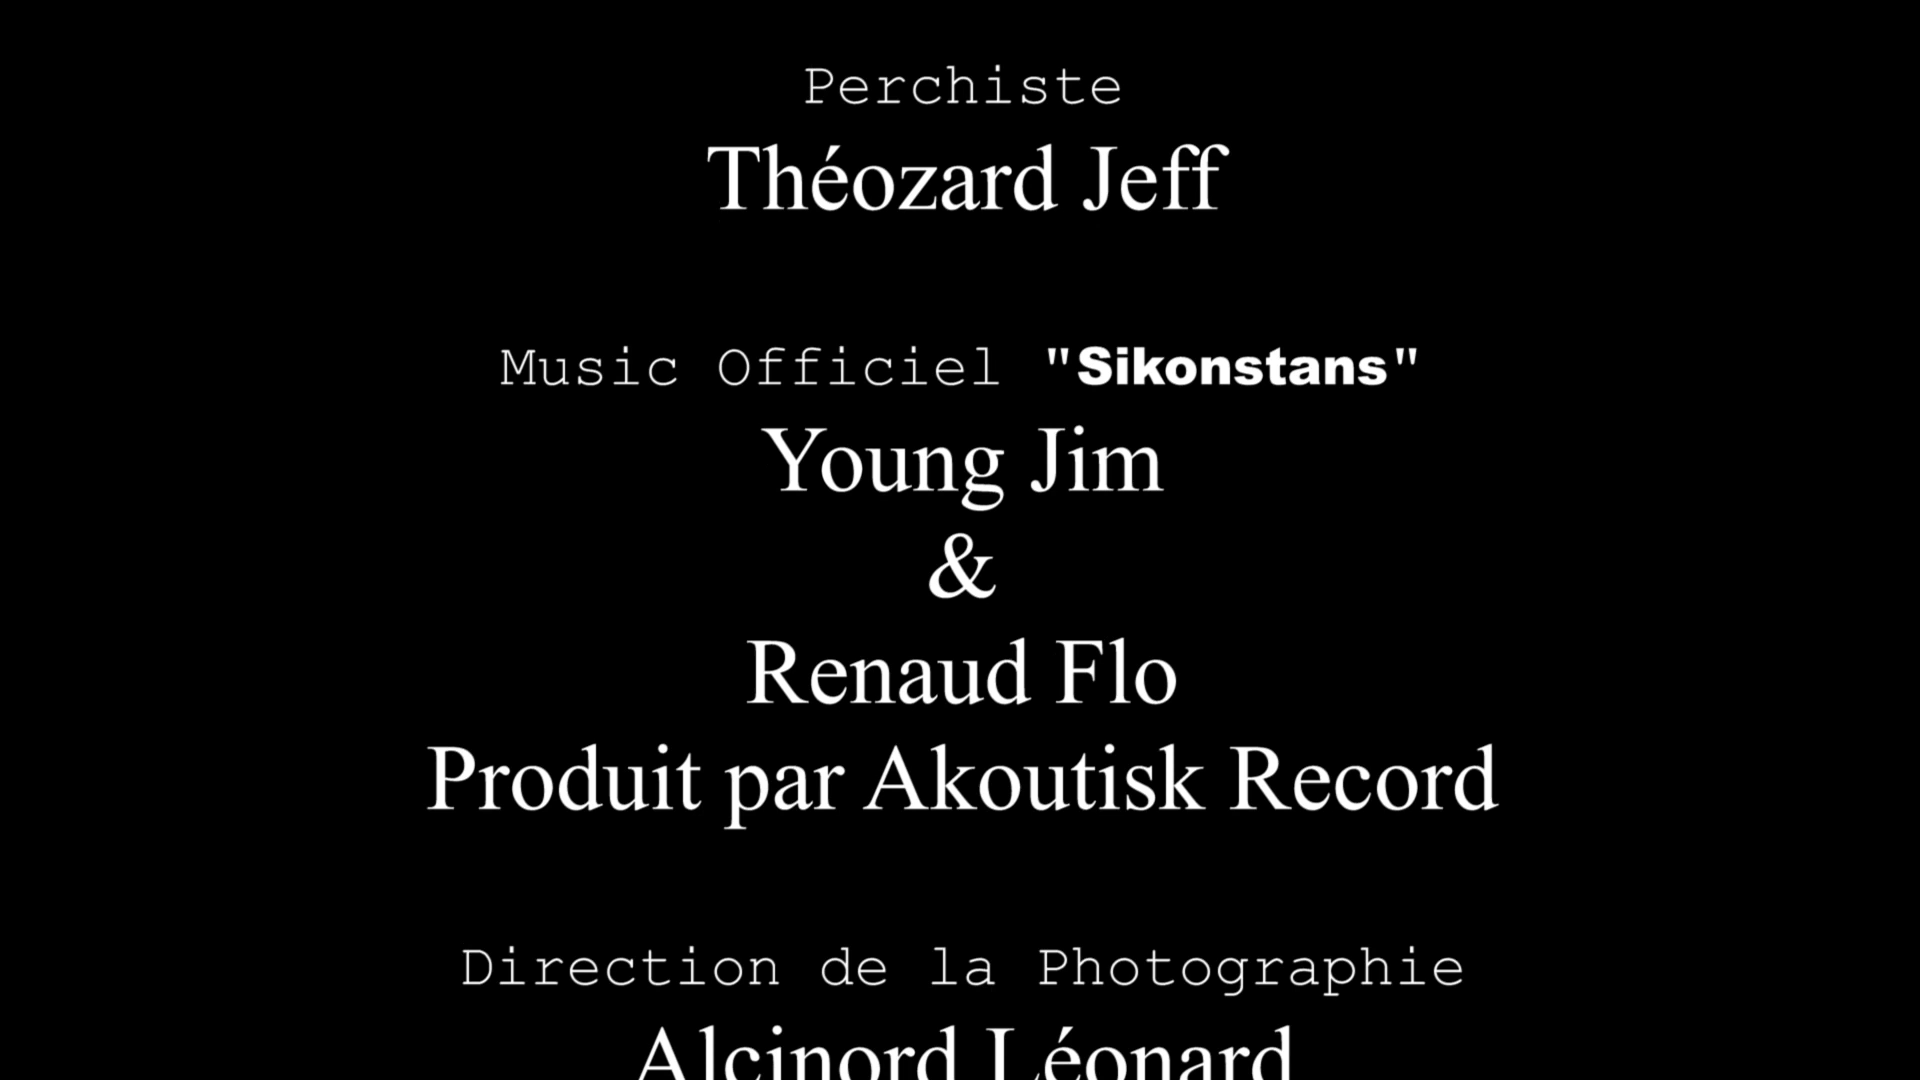 Perchiste
Théozard Jeff
Music Officiel "Sikonstans"
Young Jim
&
Renaud Flo
Produit par Akoutisk Record
Direction de la Photographie
Alcinord Léonard